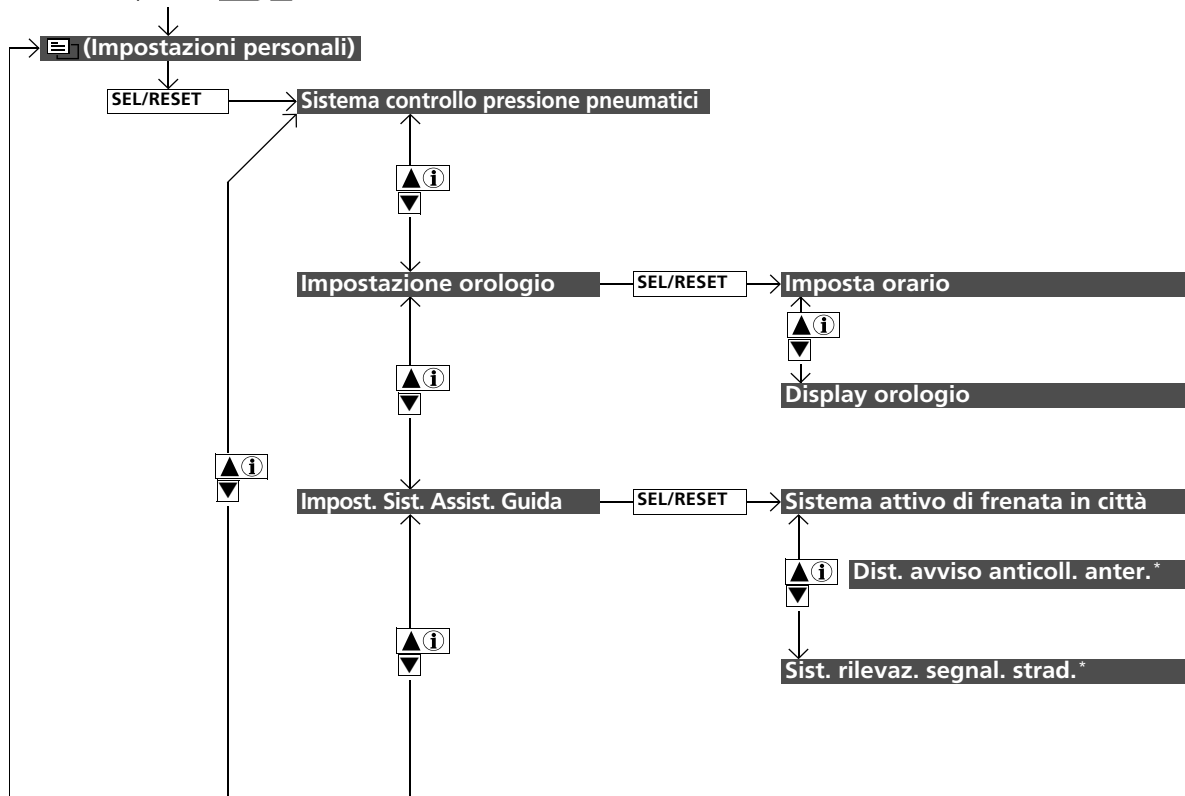 (Impostazioni personali)
SEL/RESET
Sistema controllo pressione pneumatici
▲ i
▼
Impostazione orologio
SEL/RESET
Imposta orario
▲ i
▼
Display orologio
▲ i
▼
▲ i
▼
Impost. Sist. Assist. Guida
SEL/RESET
Sistema attivo di frenata in città
▲ i
▼
Dist. avviso anticoll. anter.*
▲ i
▼
Sist. rilevaz. segnal. strad.*